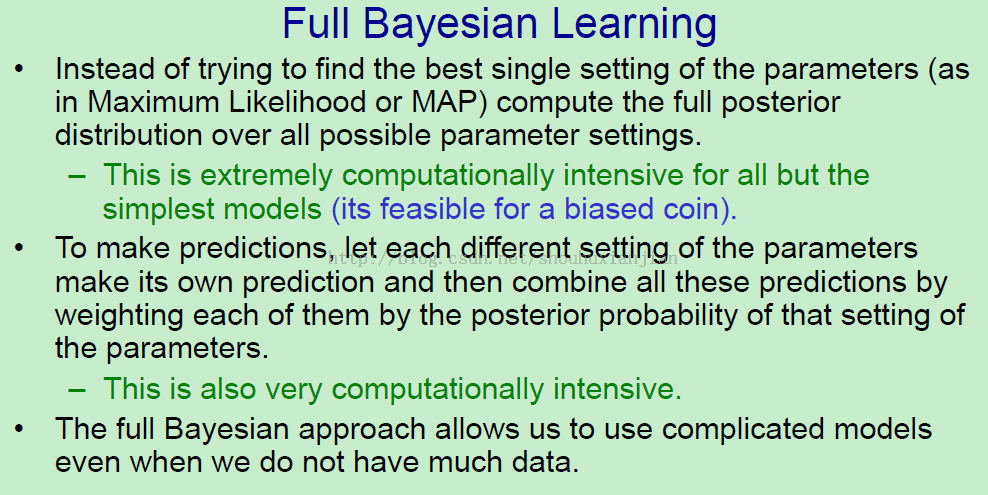 Full Bayesian Learning
• Instead of trying to find the best single setting of the parameters (as
in Maximum Likelihood or MAP) compute the full posterior
distribution over all possible parameter settings.
– This is extremely computationally intensive for all but the
simplest models (its feasible for a biased coin).
• To make predictions, let each different setting of the parameters
http://blog.csdn.net/shouhuxianjian
make its own prediction and then combine all these predictions by
weighting each of them by the posterior probability of that setting of
the parameters.
– This is also very computationally intensive.
• The full Bayesian approach allows us to use complicated models
even when we do not have much data.